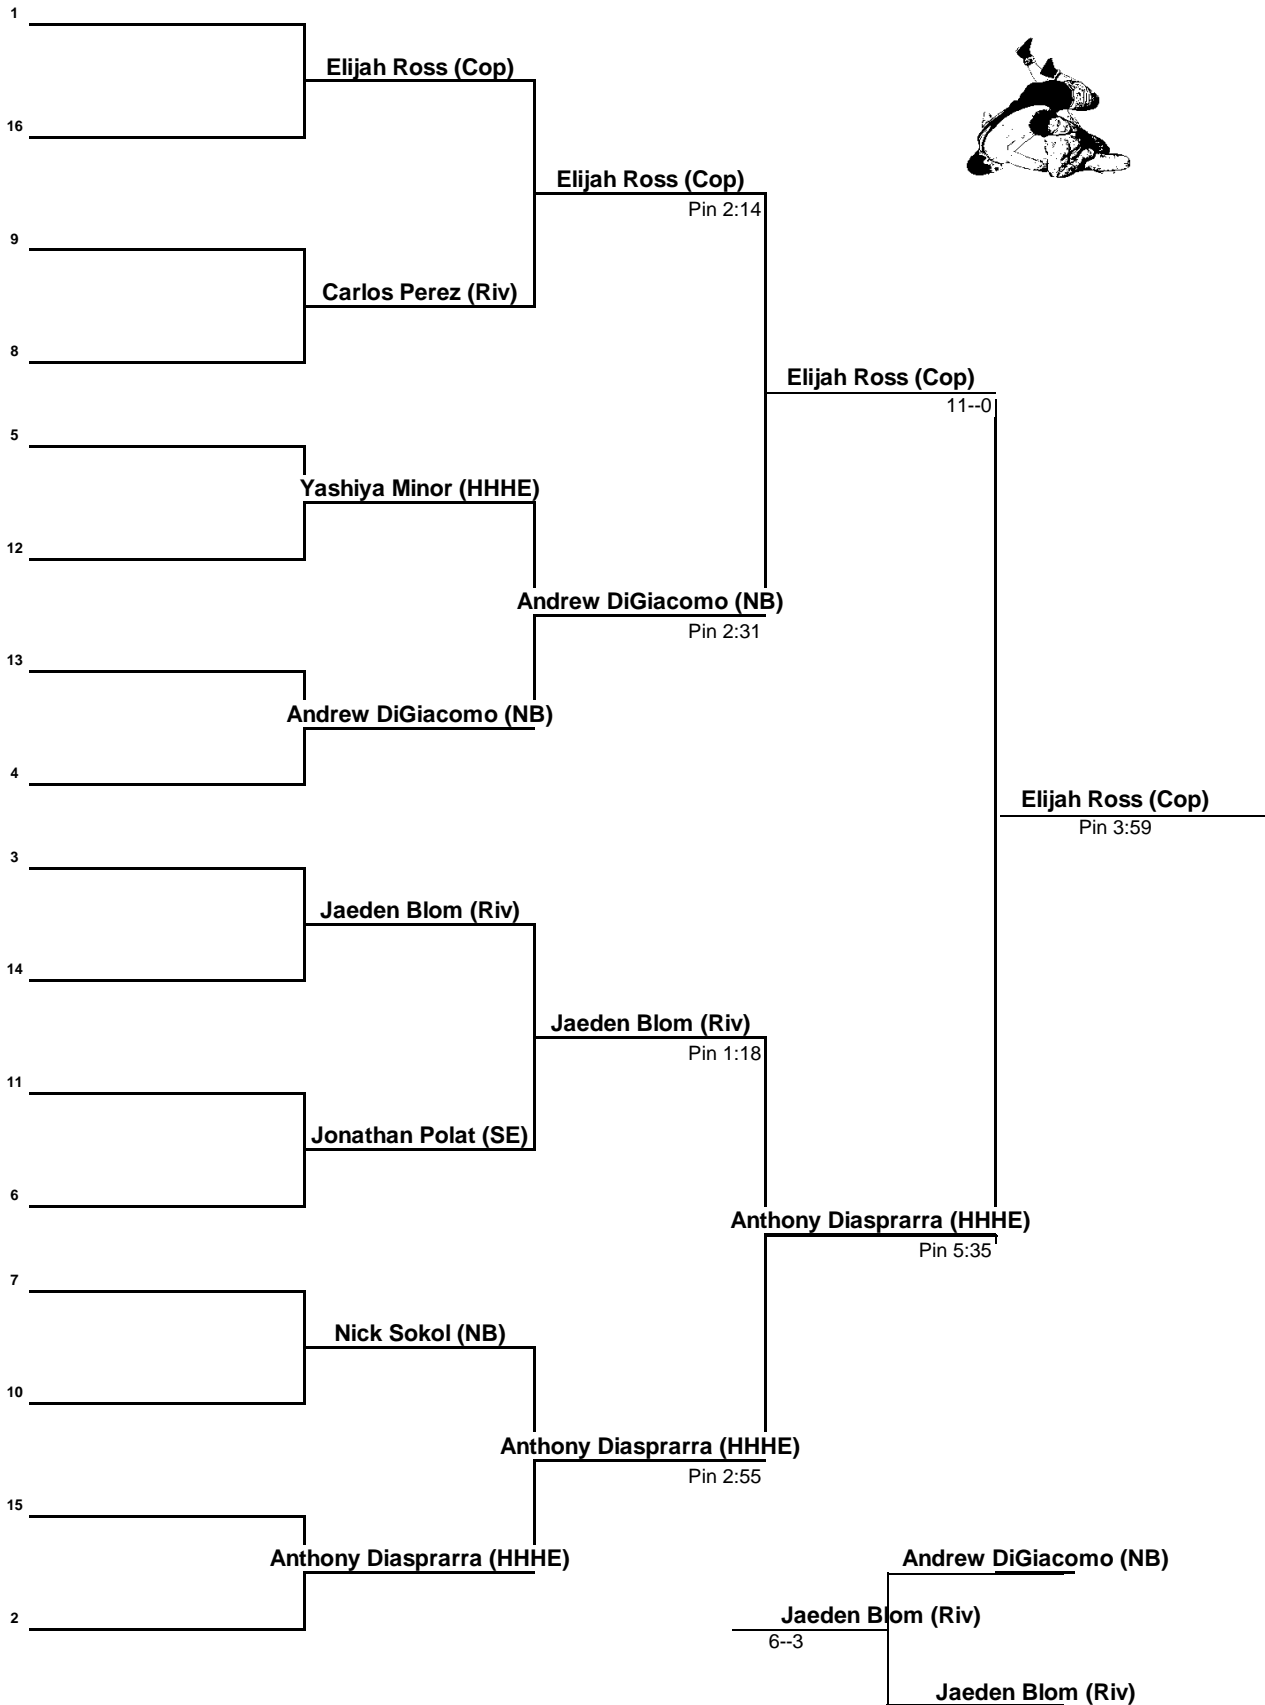 1
Elijah Ross (Cop)
16
Elijah Ross (Cop)
Pin 2:14
9
Carlos Perez (Riv)
8
Elijah Ross (Cop)
11--0
5
Yashiya Minor (HHHE)
12
Andrew DiGiacomo (NB)
Pin 2:31
13
Andrew DiGiacomo (NB)
4
Elijah Ross (Cop)
Pin 3:59
3
Jaeden Blom (Riv)
14
Jaeden Blom (Riv)
Pin 1:18
11
Jonathan Polat (SE)
6
Anthony Diasprarra (HHHE)
Pin 5:35
7
Nick Sokol (NB)
10
Anthony Diasprarra (HHHE)
Pin 2:55
15
Anthony Diasprarra (HHHE)
2
Andrew DiGiacomo (NB)
Jaeden Blom (Riv)
6--3
Jaeden Blom (Riv)